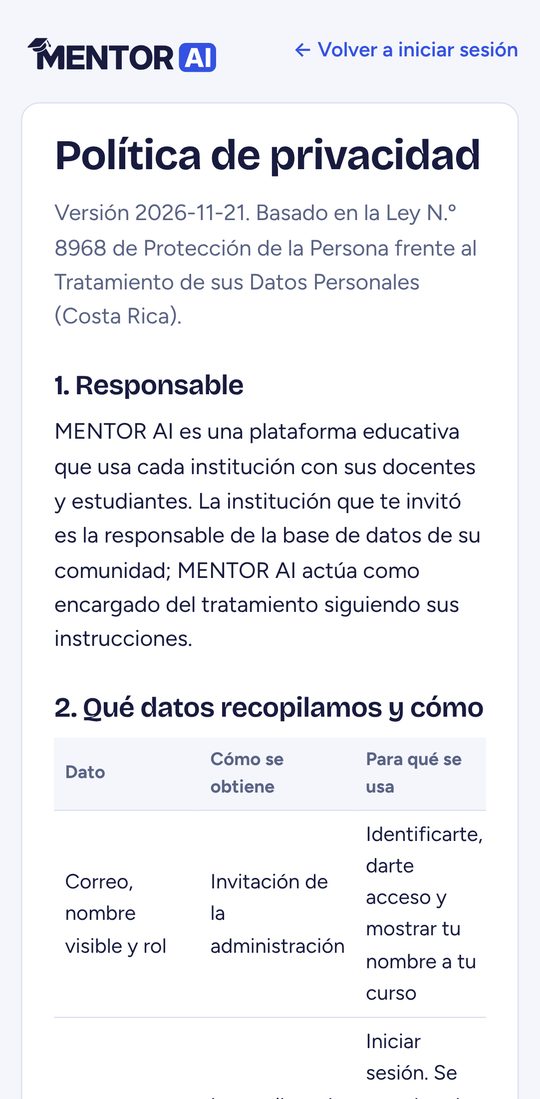 MENTOR AI
← Volver a iniciar sesión
Política de privacidad
Versión 2026-11-21. Basado en la Ley N.º
8968 de Protección de la Persona frente al
Tratamiento de sus Datos Personales
(Costa Rica).
1. Responsable
MENTOR AI es una plataforma educativa
que usa cada institución con sus docentes
y estudiantes. La institución que te invitó
es la responsable de la base de datos de su
comunidad; MENTOR AI actúa como
encargado del tratamiento siguiendo sus
instrucciones.
2. Qué datos recopilamos y cómo
Dato
Cómo se
obtiene
Para qué se
usa
Correo,
nombre
visible y rol
Invitación de
la
administración
Identificarte,
darte
acceso y
mostrar tu
nombre a tu
curso
Iniciar
sesión. Se